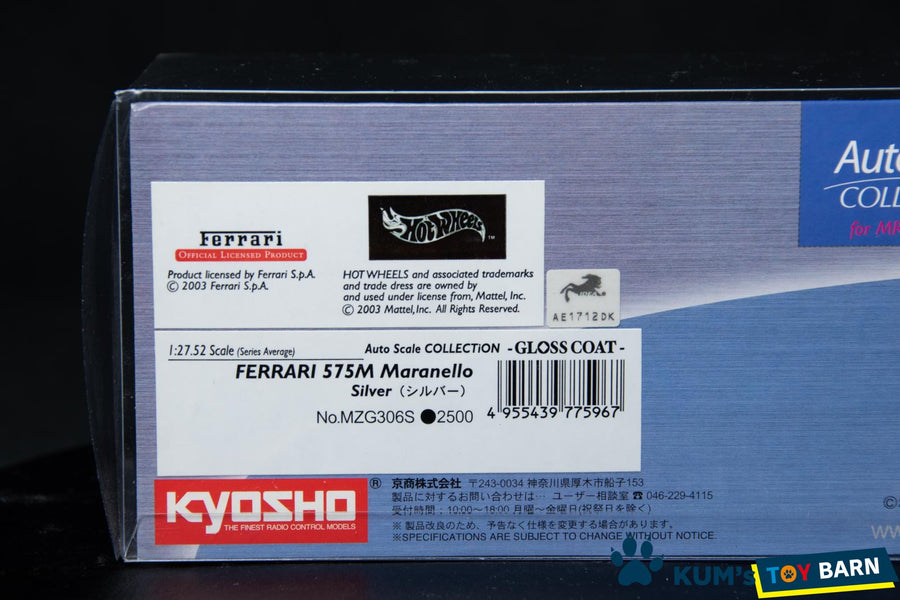 Auto
COLL
for MR
Ferrari
OFFICIAL LICENSED PRODUCT
Product licensed by Ferrari S.p.A.
© 2003 Ferrari S.p.A.
HOT WHEELS ™
HOT WHEELS and associated trademarks
and trade dress are owned by
and used under license from, Mattel, Inc.
© 2003 Mattel,Inc. All Rights Reserved.
AE1712DK
1:27.52 Scale (Series Average)
Auto Scale COLLECTiON -GLOSS COAT-
FERRARI 575M Maranello
Silver（シルバー）
No.MZG306S ●2500
4 955439 775967
KYOSHO ®
THE FINEST RADIO CONTROL MODELS
京商株式会社 〒243-0034 神奈川県厚木市船子153
製品に対するお問い合わせは… ユーザー相談室 ☎ 046-229-4115
受付時間：10:00～18:00 月曜～金曜日(祝祭日を除く)
※ 製品改良のため、予告なく仕様を変更する場合があります。
※SPECIFICATIONS ARE SUBJECT TO CHANGE WITHOUT NOTICE.
KUM's TOY BARN